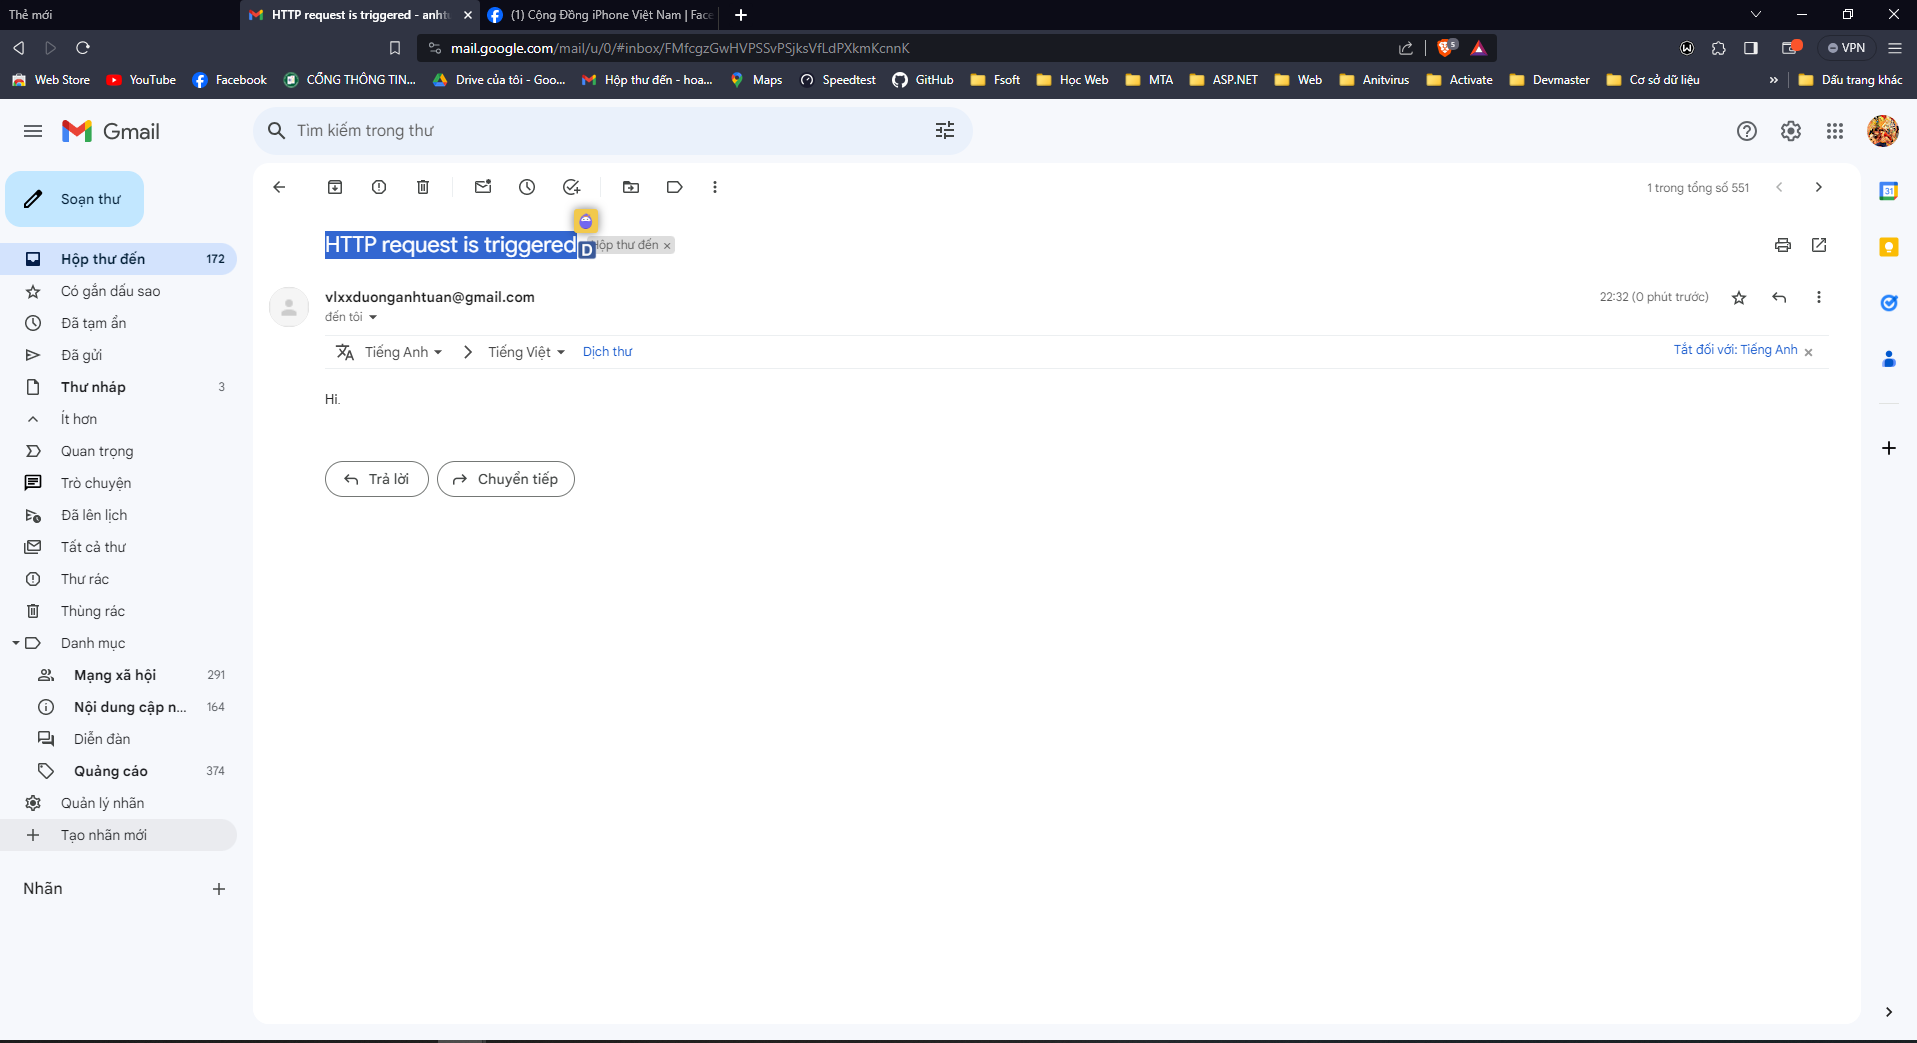 Thẻ mới
HTTP request is triggered - anhtu
(1) Cộng Đồng iPhone Việt Nam | Face
mail.google.com/mail/u/0/#inbox/FMfcgzGwHVPSSvPSjksVfLdPXkmKcnnK
5
VPN
Web Store
YouTube
Facebook
CỔNG THÔNG TIN...
Drive của tôi - Goo...
Hộp thư đến - hoa...
Maps
Speedtest
GitHub
Fsoft
Học Web
MTA
ASP.NET
Web
Anitvirus
Activate
Devmaster
Cơ sở dữ liệu
»
Dấu trang khác
Gmail
Tìm kiếm trong thư
Soạn thư
1 trong tổng số 551
31
HTTP request is triggered
D
Hộp thư đến ×
Hộp thư đến 172
Có gắn dấu sao
Đã tạm ẩn
Đã gửi
Thư nháp 3
Ít hơn
Quan trọng
Trò chuyện
Đã lên lịch
Tất cả thư
Thư rác
Thùng rác
Danh mục
Mạng xã hội 291
Nội dung cập n... 164
Diễn đàn
Quảng cáo 374
Quản lý nhãn
Tạo nhãn mới
Nhãn
vlxxduonganhtuan@gmail.com
22:32 (0 phút trước)
đến tôi
Tiếng Anh
Tiếng Việt
Dịch thư
Tắt đối với: Tiếng Anh
Hi.
Trả lời
Chuyển tiếp